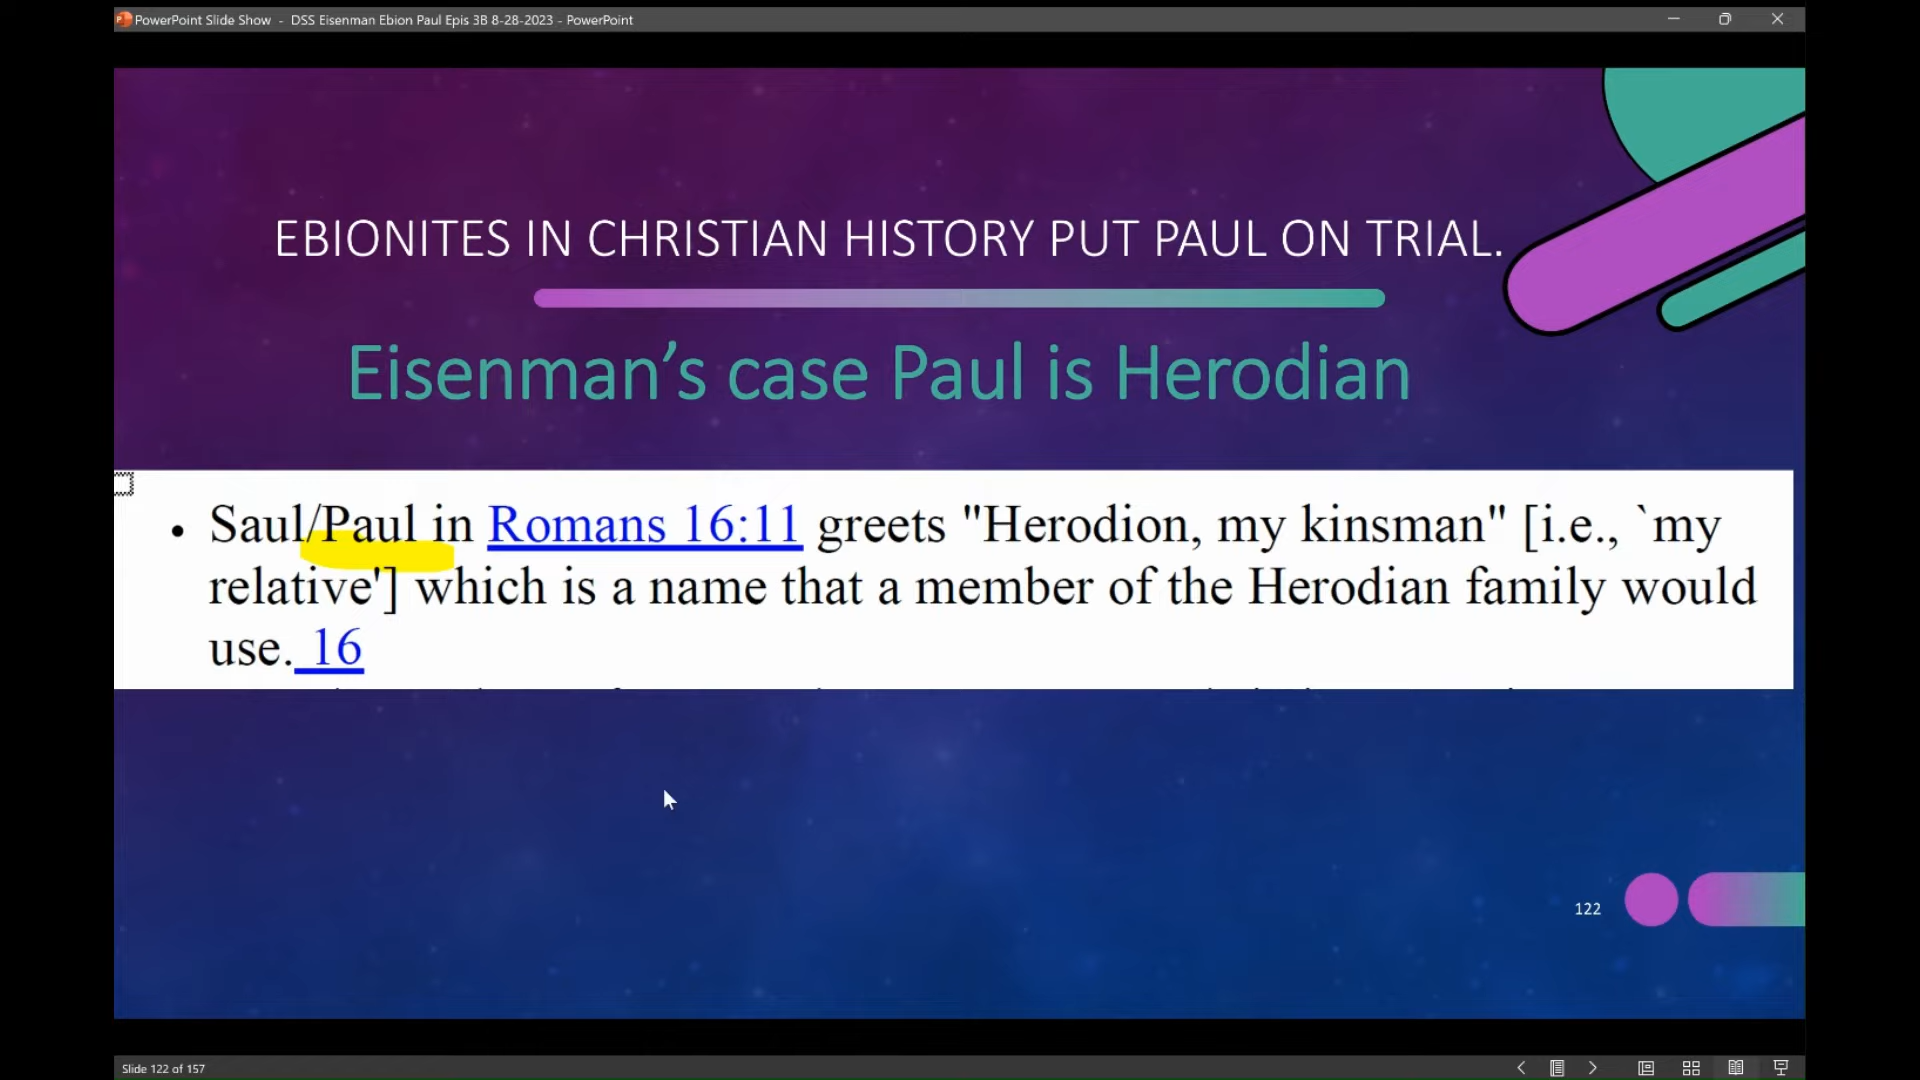 PowerPoint Slide Show - DSS Eisenman Ebion Paul Epis 3B 8-28-2023 - PowerPoint
EBIONITES IN CHRISTIAN HISTORY PUT PAUL ON TRIAL.
Eisenman’s case Paul is Herodian
• Saul/Paul in Romans 16:11 greets "Herodion, my kinsman" [i.e., `my
relative'] which is a name that a member of the Herodian family would
use. 16
122
Slide 122 of 157